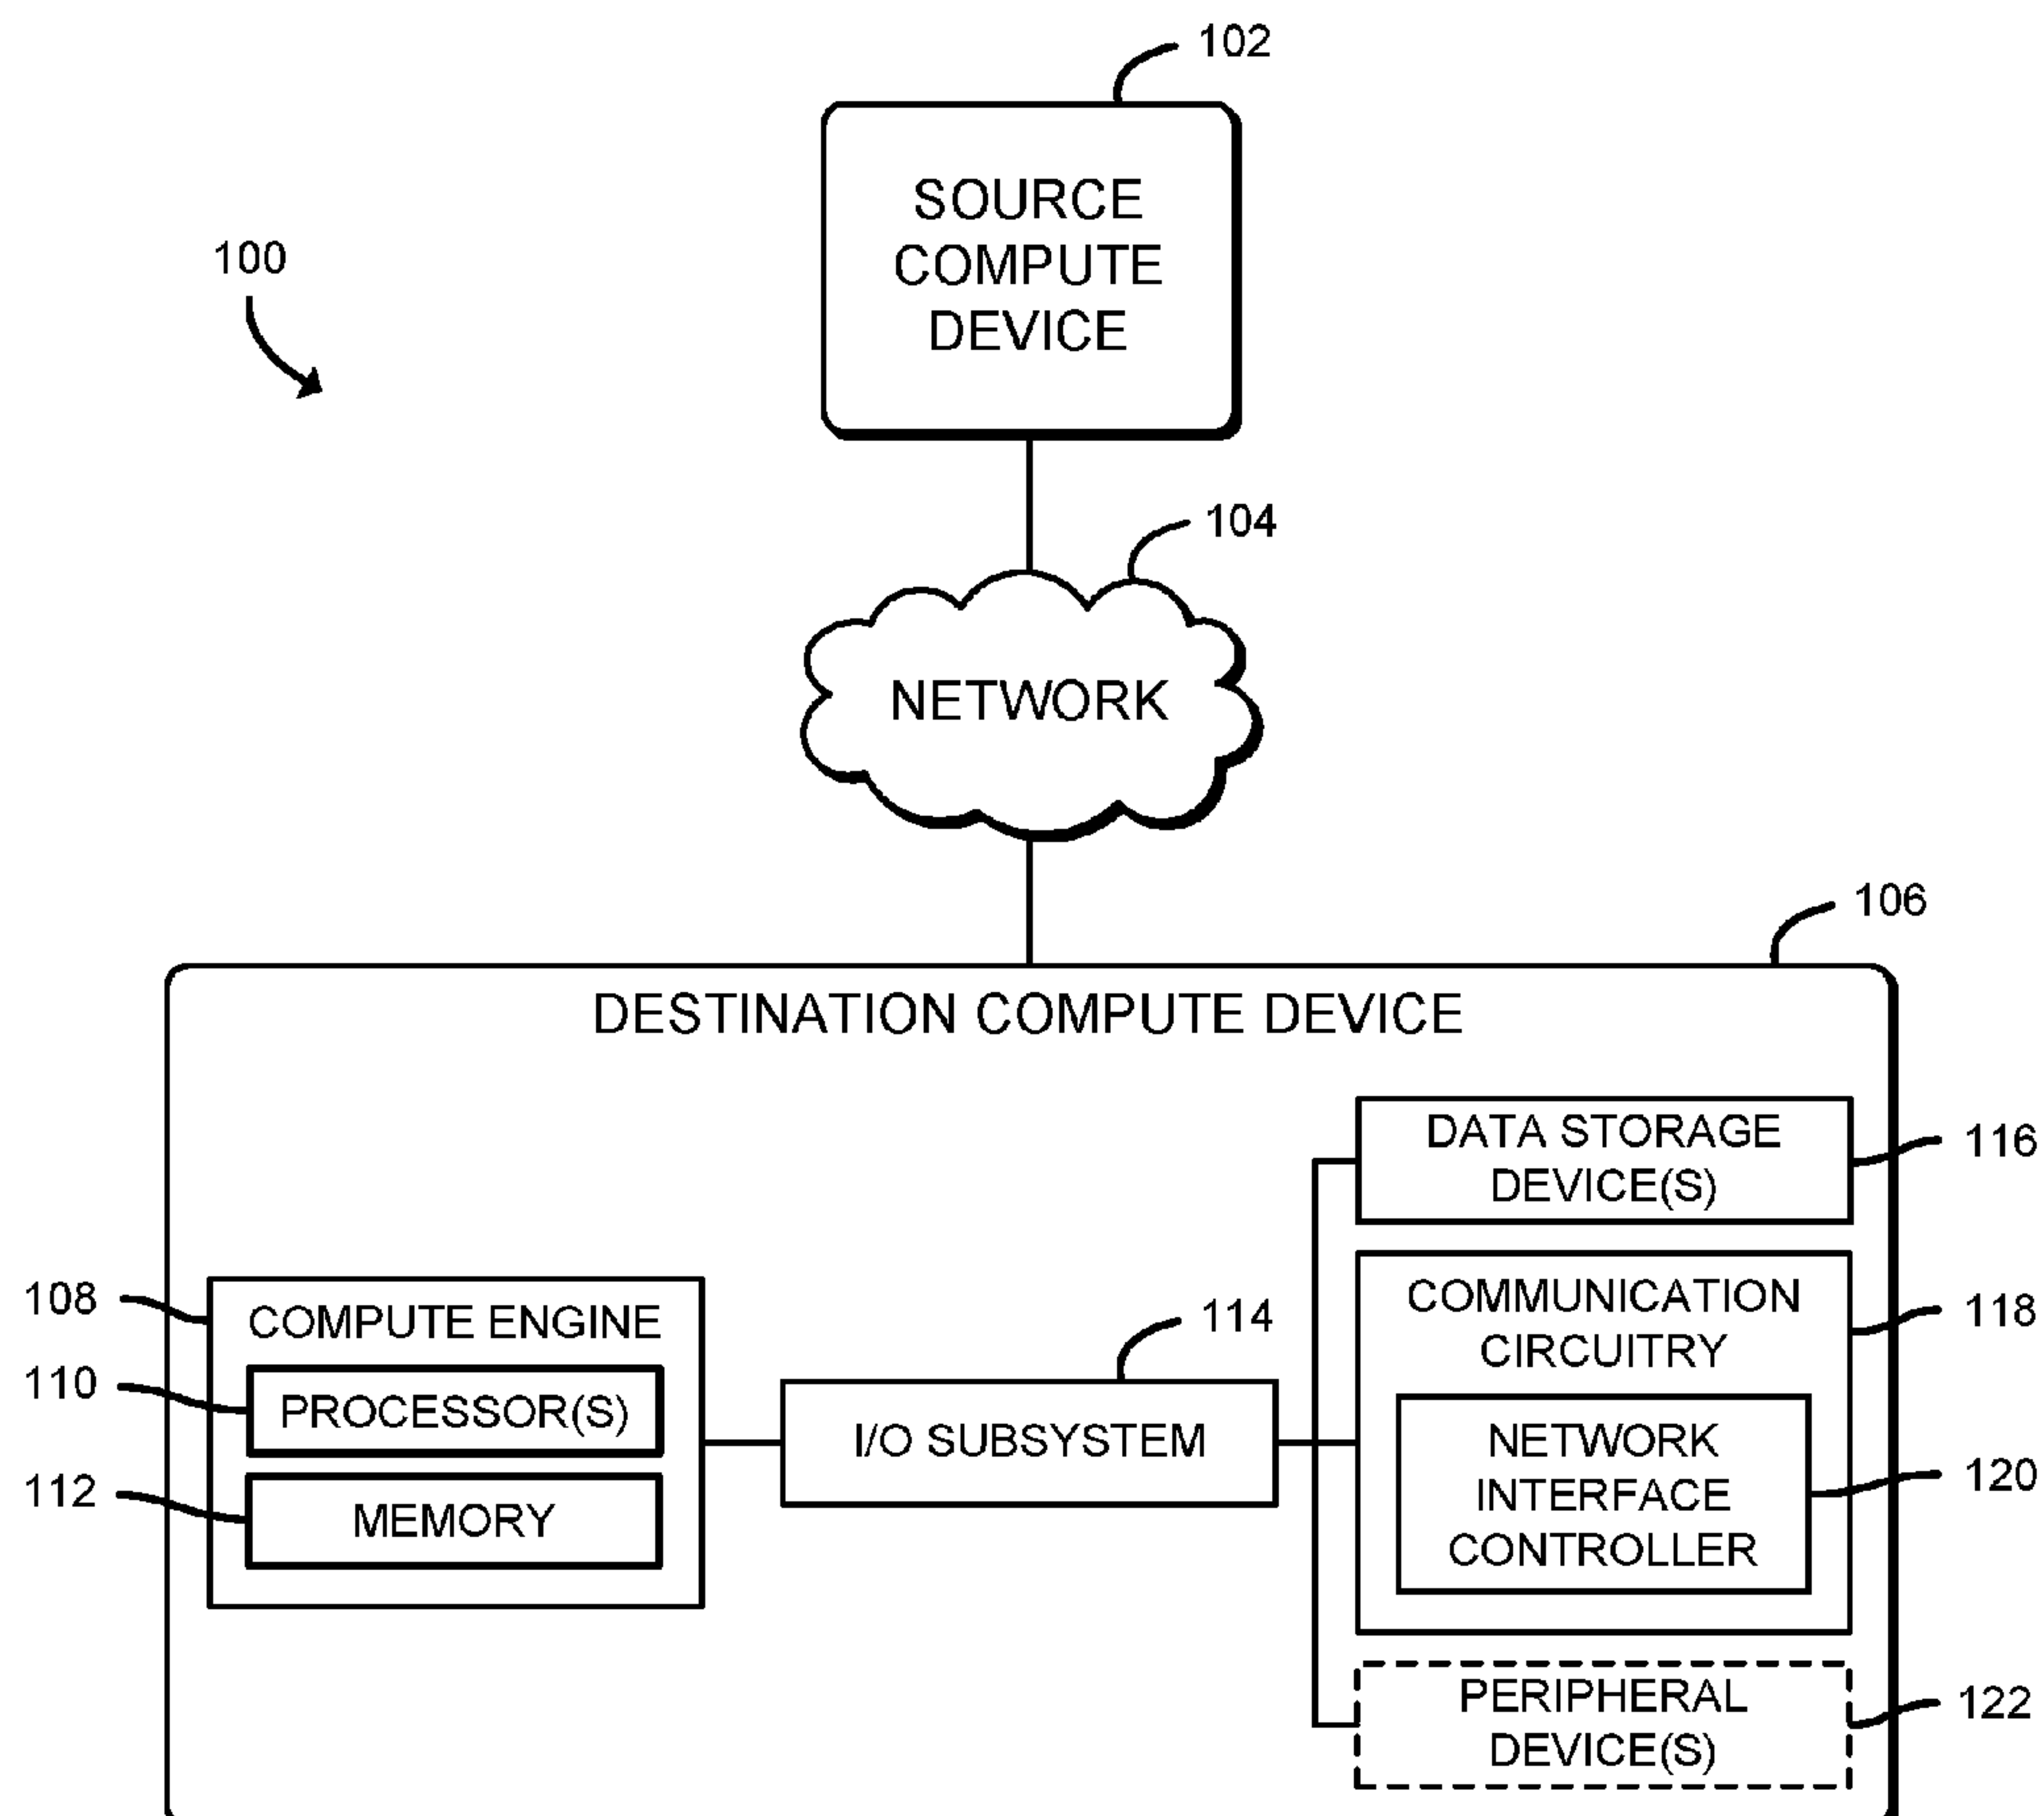 102
SOURCE
COMPUTE
DEVICE
100
104
NETWORK
106
DESTINATION COMPUTE DEVICE
DATA STORAGE
DEVICE(S)
116
108
COMPUTE ENGINE
110
PROCESSOR(S)
112
MEMORY
114
I/O SUBSYSTEM
COMMUNICATION
CIRCUITRY
118
NETWORK
INTERFACE
CONTROLLER
120
PERIPHERAL
DEVICE(S)
122